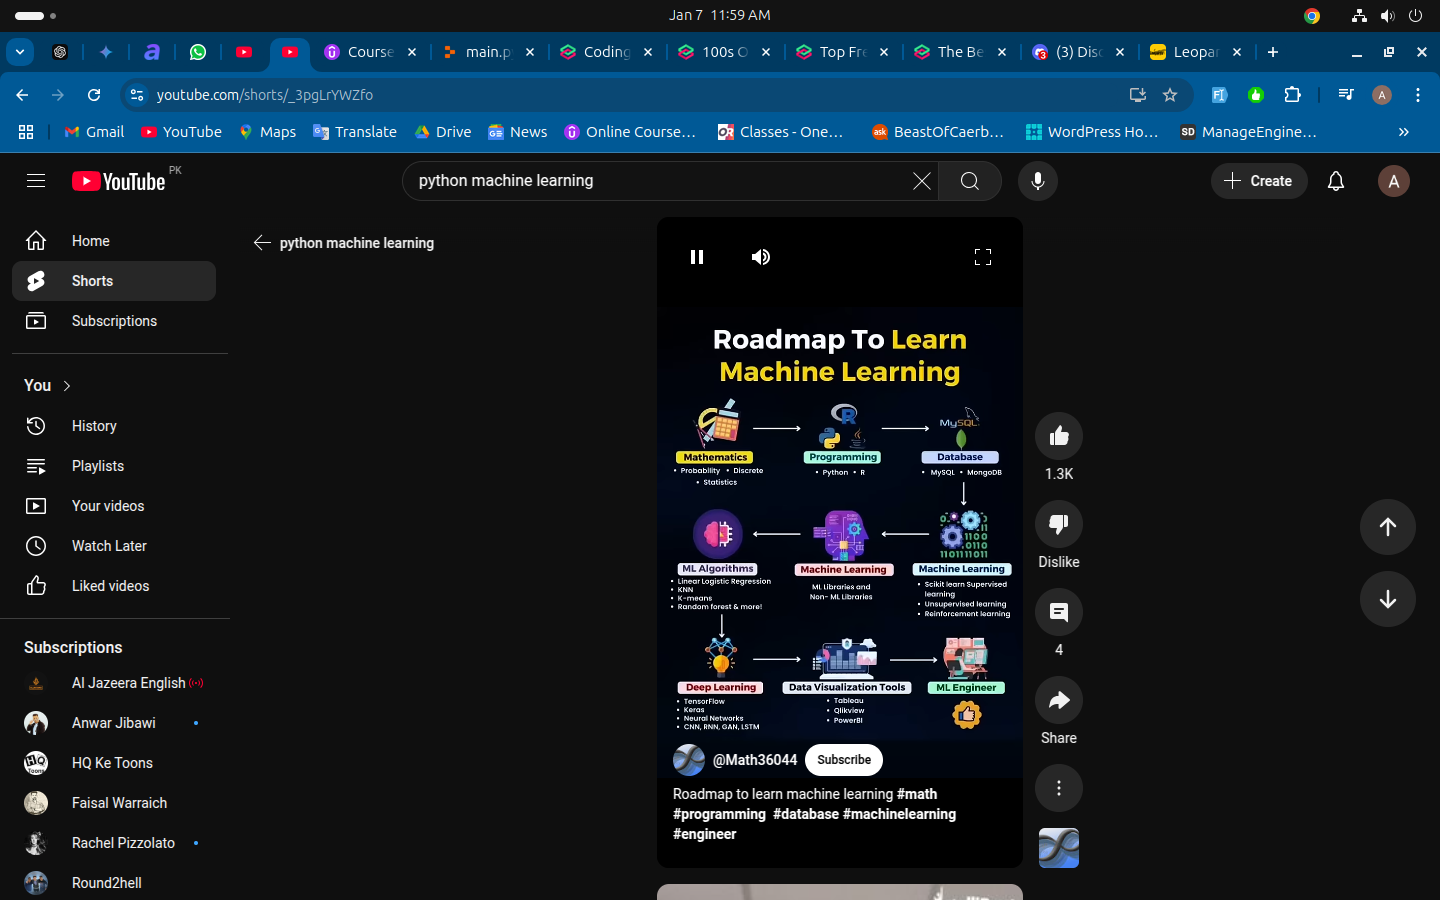 Jan 7 11:59 AM
Course
main.p
Coding
100s O
Top Fre
The Be
(3) Disc
Leopar
youtube.com/shorts/_3pgLrYWZfo
Gmail
YouTube
Maps
Translate
Drive
News
Online Course...
Classes - One...
BeastOfCaerb...
WordPress Ho...
ManageEngine...
YouTube PK
python machine learning
Create
A
Home
Shorts
Subscriptions
You
History
Playlists
Your videos
Watch Later
Liked videos
Subscriptions
Al Jazeera English
Anwar Jibawi
HQ Ke Toons
Faisal Warraich
Rachel Pizzolato
Round2hell
python machine learning
Roadmap To Learn
Machine Learning
Mathematics
• Probability • Discrete
• Statistics
Programming
• Python • R
MySQL
Database
• MySQL • MongoDB
ML Algorithms
• Linear Logistic Regression
• KNN
• K-means
• Random forest & more!
Machine Learning
ML Libraries and
Non- ML Libraries
Machine Learning
• Scikit learn Supervised
learning
• Unsupervised learning
• Reinforcement learning
Deep Learning
• TensorFlow
• Keras
• Neural Networks
• CNN, RNN, GAN, LSTM
Data Visualization Tools
• Tableau
• Qlikview
• PowerBI
ML Engineer
@Math36044
Subscribe
Roadmap to learn machine learning #math
#programming #database #machinelearning
#engineer
1.3K
Dislike
4
Share